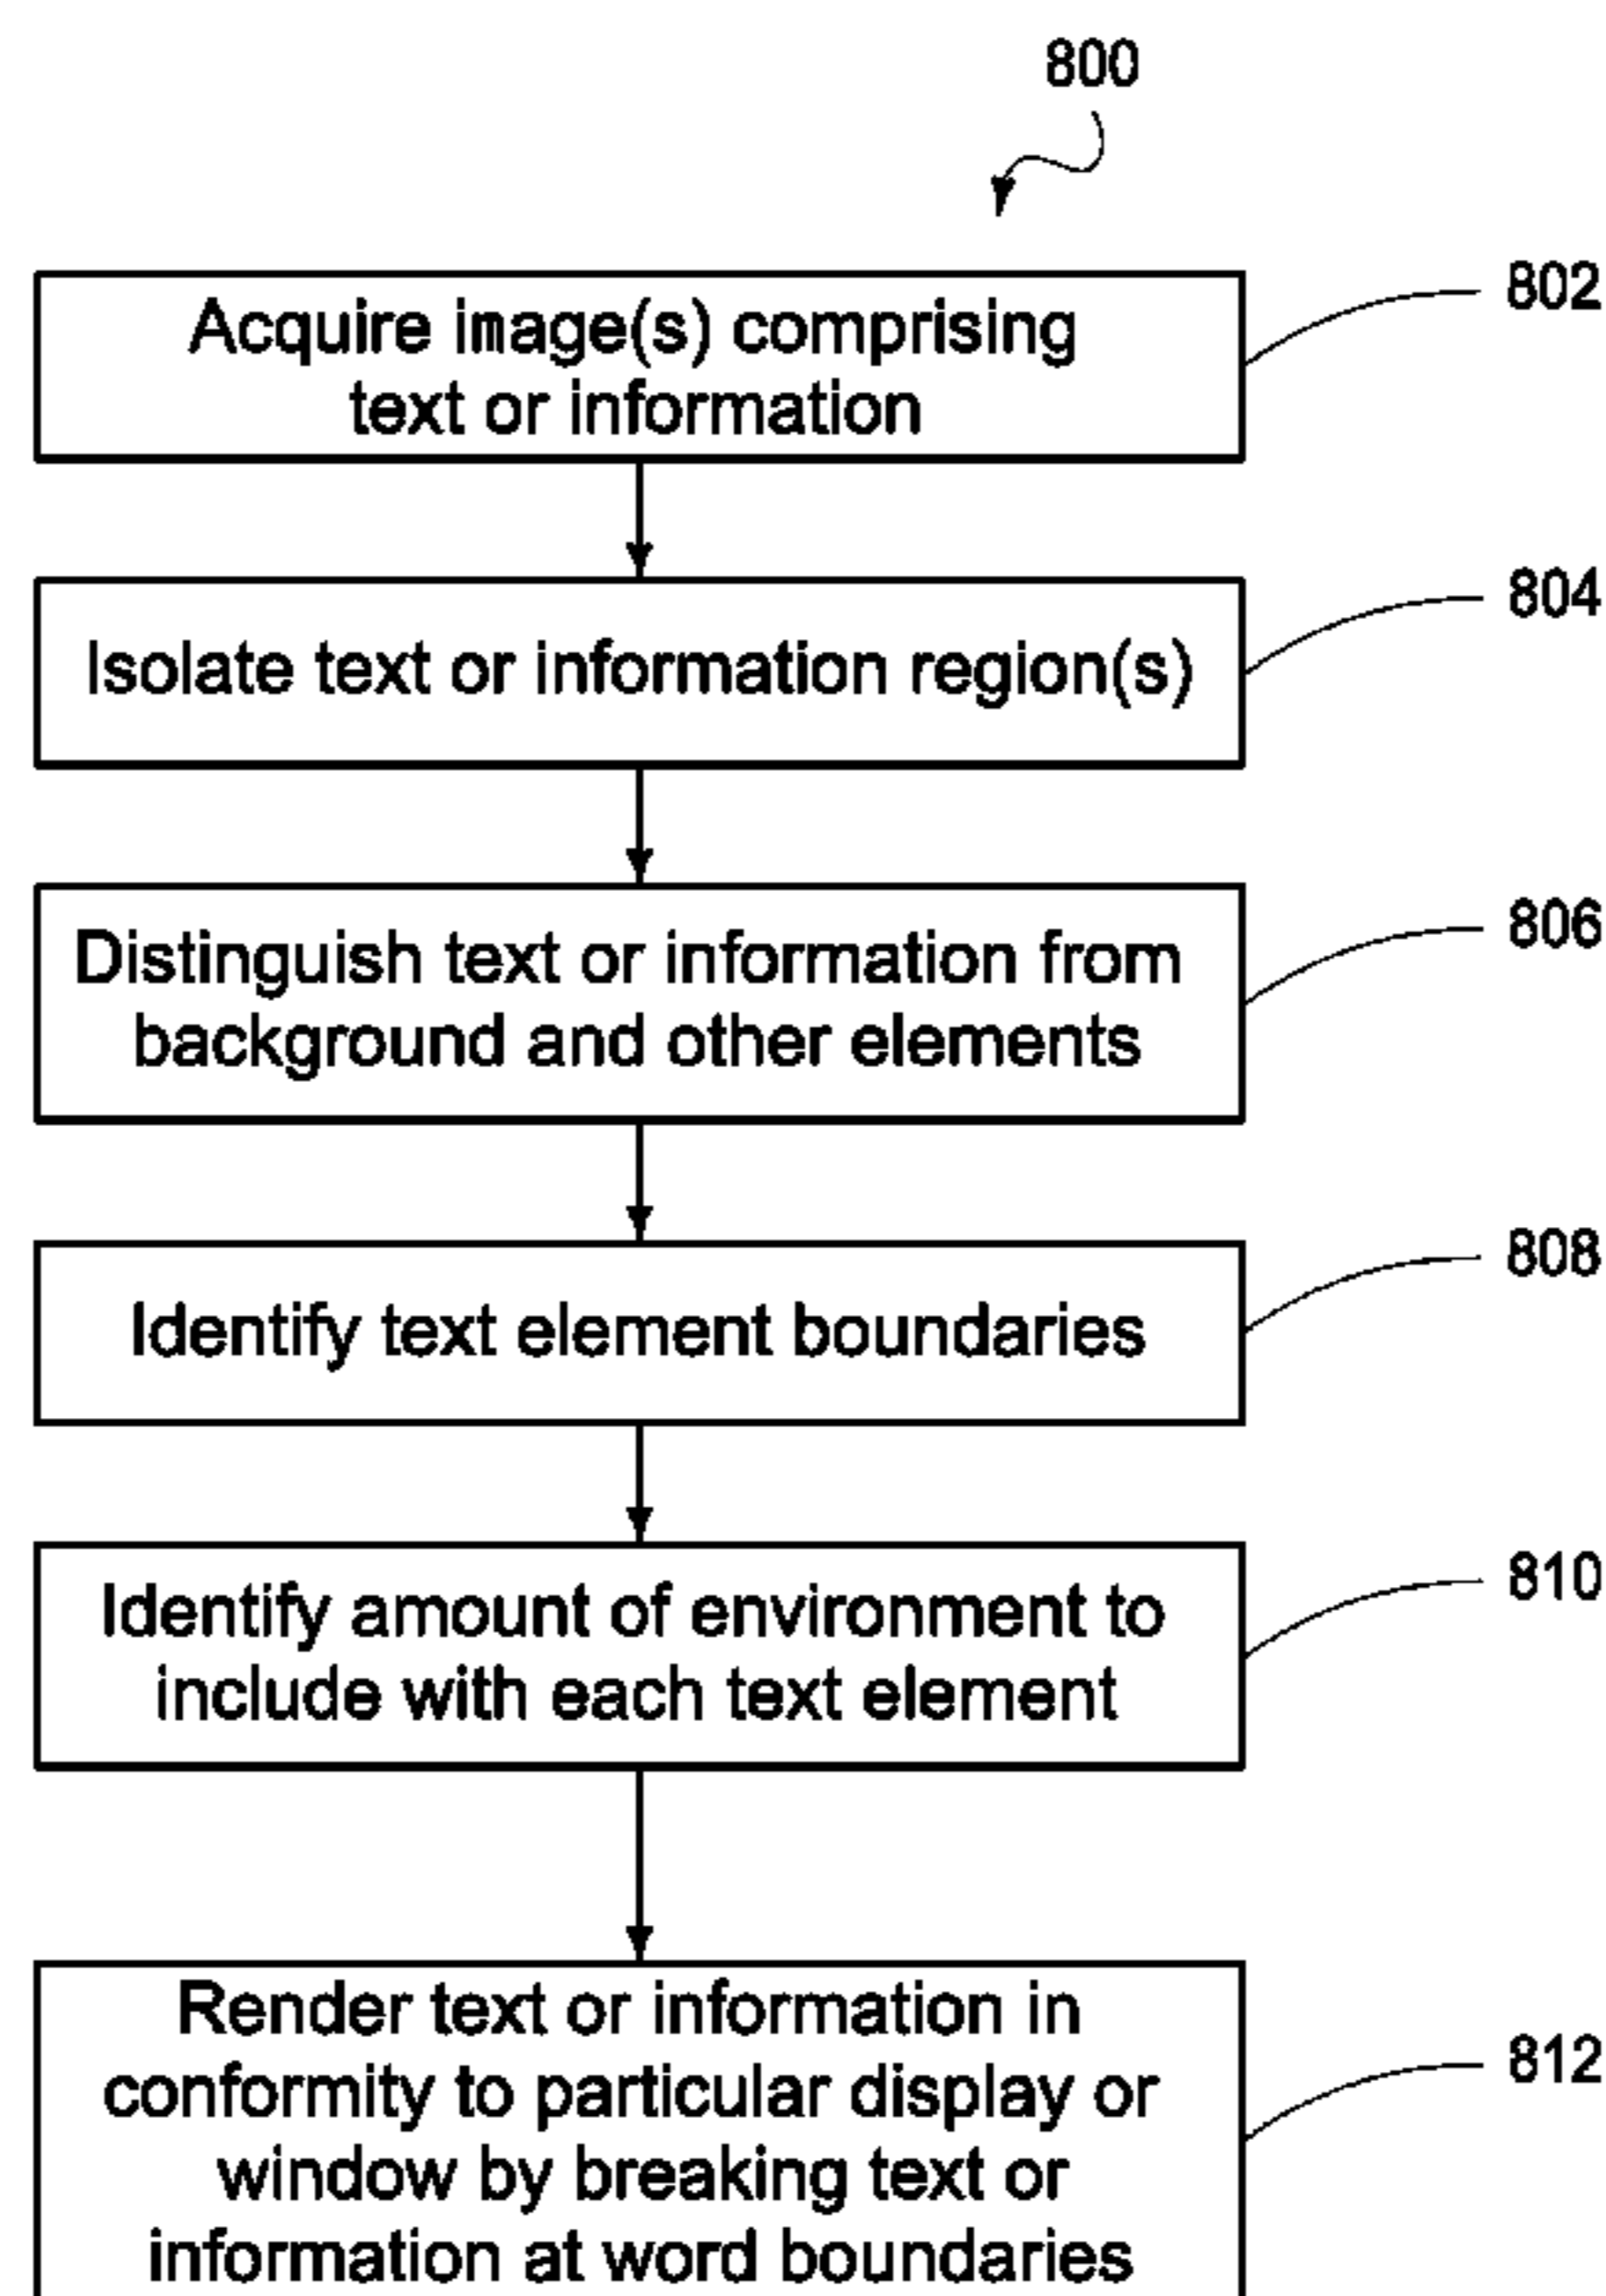 800
802
Acquire image(s) comprising
text or information
804
Isolate text or information region(s)
806
Distinguish text or information from
background and other elements
808
Identify text element boundaries
810
Identify amount of environment to
include with each text element
812
Render text or information in
conformity to particular display or
window by breaking text or
information at word boundaries